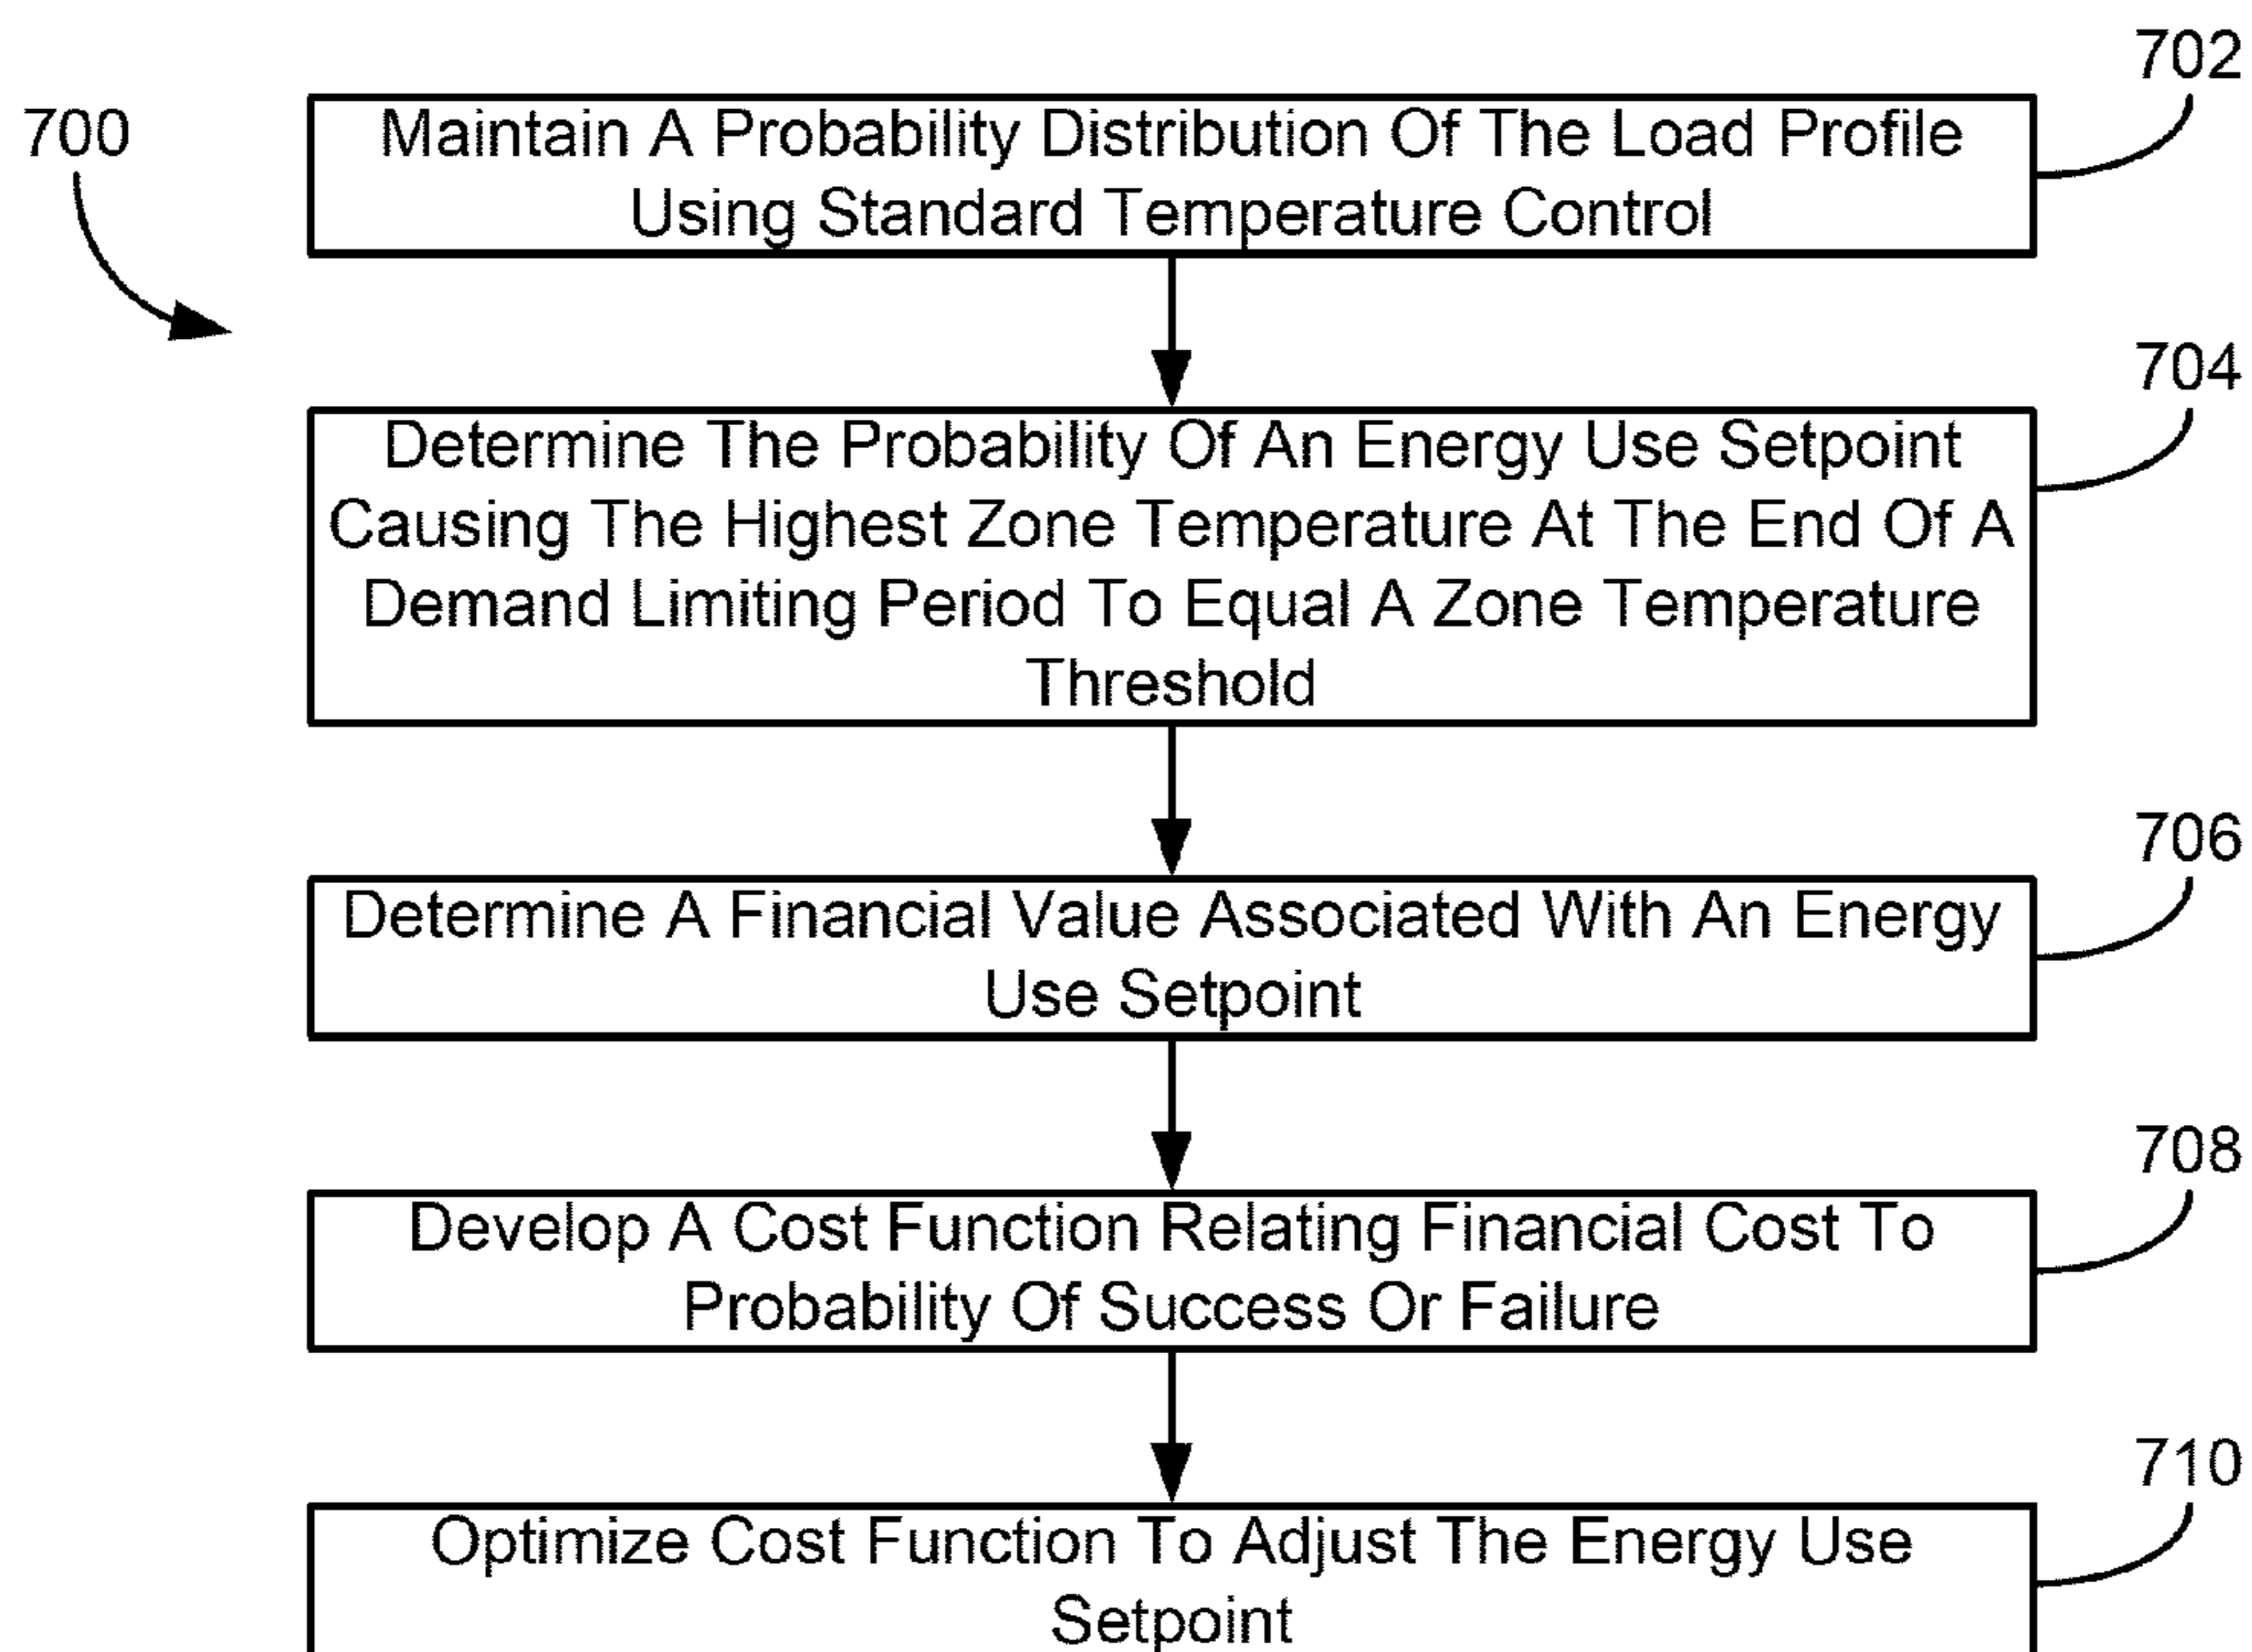 702
700
Maintain A Probability Distribution Of The Load Profile
Using Standard Temperature Control
704
Determine The Probability Of An Energy Use Setpoint
Causing The Highest Zone Temperature At The End Of A
Demand Limiting Period To Equal A Zone Temperature
Threshold
706
Determine A Financial Value Associated With An Energy
Use Setpoint
708
Develop A Cost Function Relating Financial Cost To
Probability Of Success Or Failure
710
Optimize Cost Function To Adjust The Energy Use
Setpoint